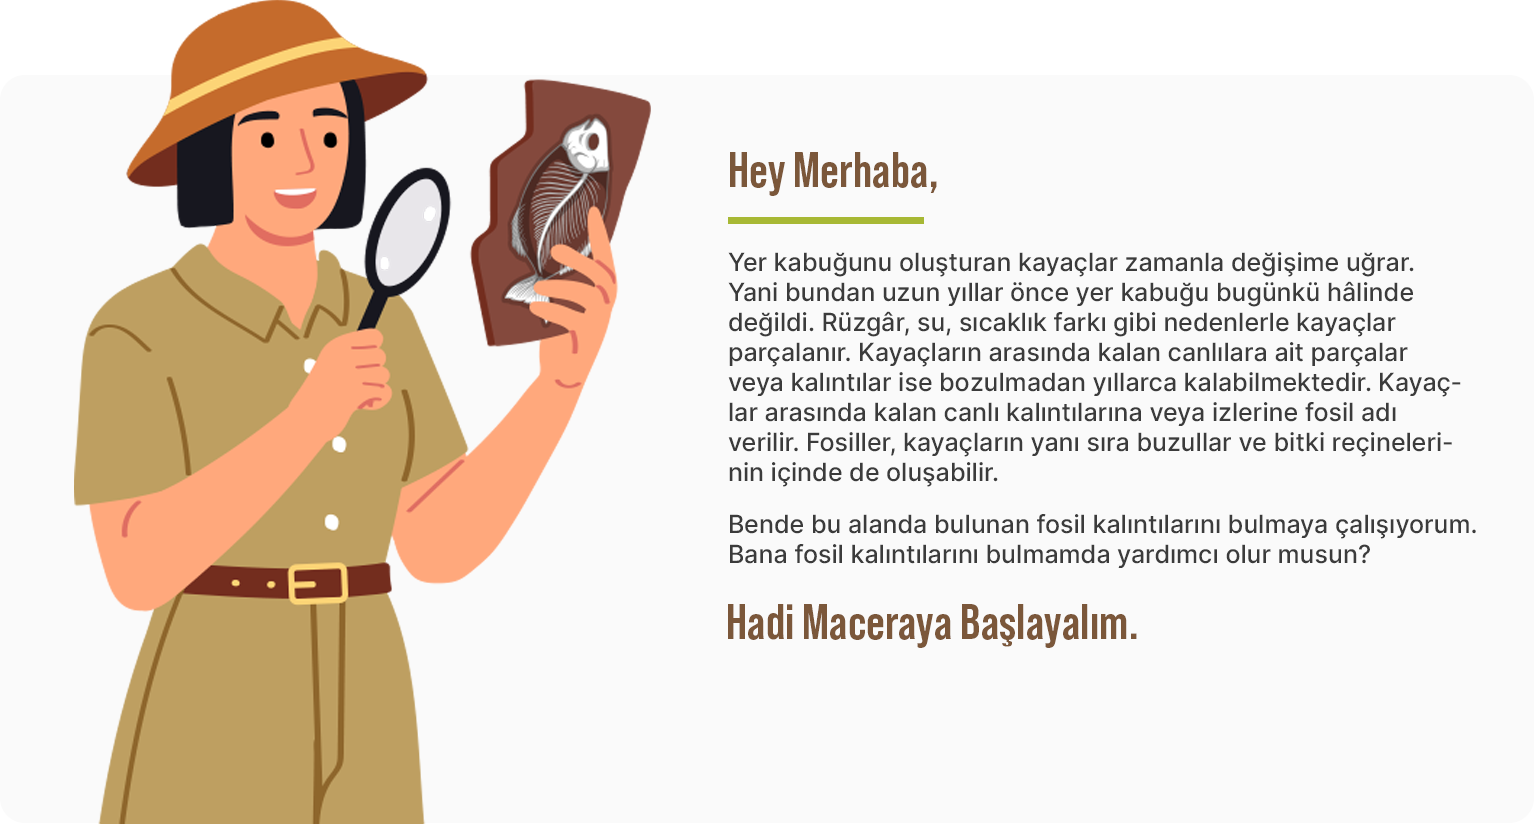 Hey Merhaba,
Yer kabuğunu oluşturan kayaçlar zamanla değişime uğrar.
Yani bundan uzun yıllar önce yer kabuğu bugünkü hâlinde
değildi. Rüzgâr, su, sıcaklık farkı gibi nedenlerle kayaçlar
parçalanır. Kayaçların arasında kalan canlılara ait parçalar
veya kalıntılar ise bozulmadan yıllarca kalabilmektedir. Kayaç-
lar arasında kalan canlı kalıntılarına veya izlerine fosil adı
verilir. Fosiller, kayaçların yanı sıra buzullar ve bitki reçineleri-
nin içinde de oluşabilir.
Bende bu alanda bulunan fosil kalıntılarını bulmaya çalışıyorum.
Bana fosil kalıntılarını bulmamda yardımcı olur musun?
Hadi Maceraya Başlayalım.